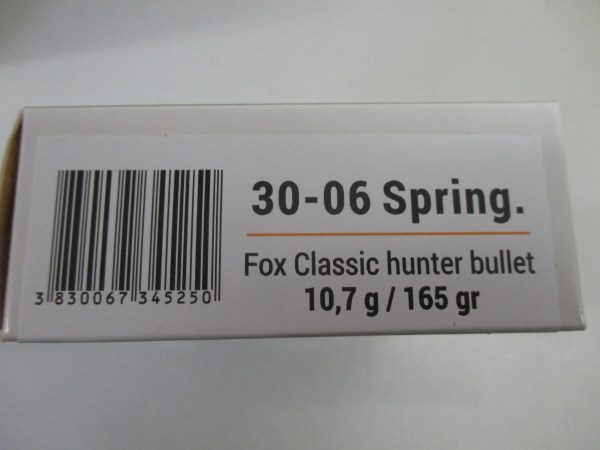 30-06 Spring.
Fox Classic hunter bullet
10,7 g / 165 gr
3 830067 345250